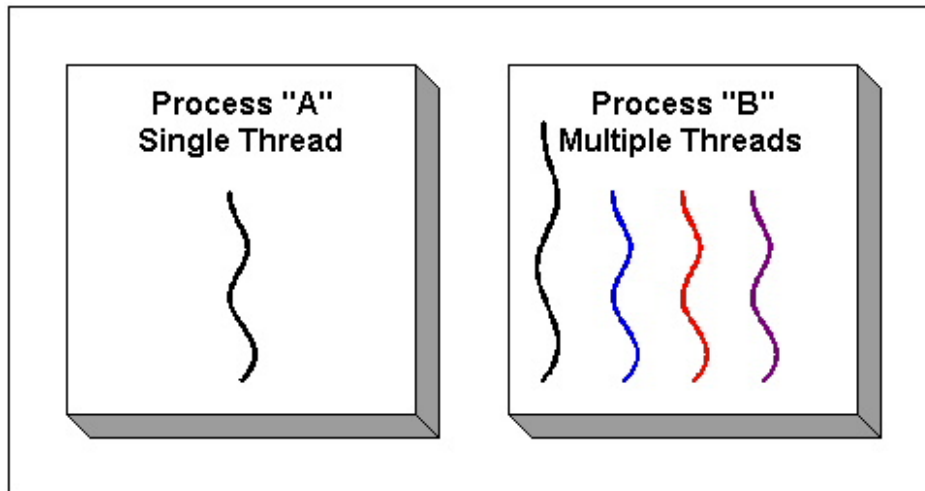 Process "A"
Single Thread
Process "B"
Multiple Threads